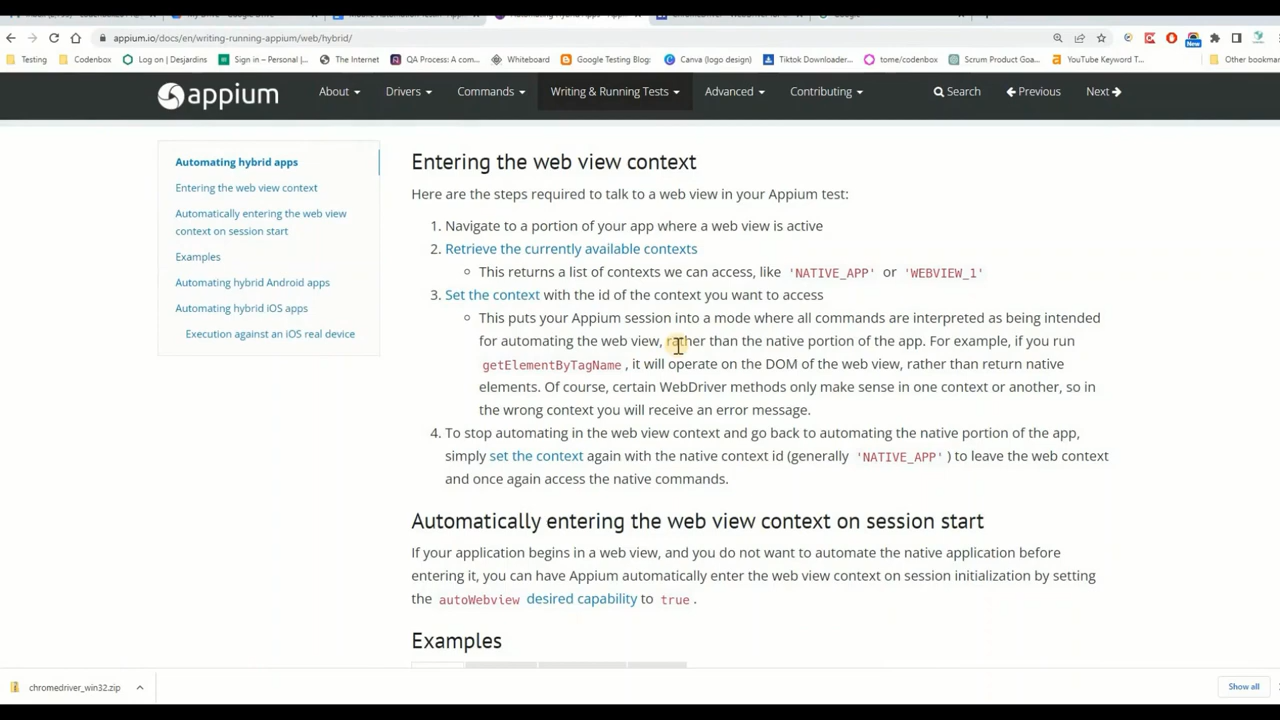 appium.io/docs/en/writing-running-appium/web/hybrid/
New
Testing Codenbox Log on | Desjardins Sign in – Personal |... The Internet QA Process: A com... Whiteboard Google Testing Blog: Canva (logo design) Tiktok Downloader... tome/codenbox Scrum Product Goa... YouTube Keyword T... Other bookmar
appium About Drivers Commands Writing & Running Tests Advanced Contributing Search Previous Next
Automating hybrid apps
Entering the web view context
Automatically entering the web view
context on session start
Examples
Automating hybrid Android apps
Automating hybrid iOS apps
Execution against an iOS real device
Entering the web view context
Here are the steps required to talk to a web view in your Appium test:
1. Navigate to a portion of your app where a web view is active
2. Retrieve the currently available contexts
This returns a list of contexts we can access, like 'NATIVE_APP' or 'WEBVIEW_1'
3. Set the context with the id of the context you want to access
This puts your Appium session into a mode where all commands are interpreted as being intended
for automating the web view, rather than the native portion of the app. For example, if you run
getElementByTagName , it will operate on the DOM of the web view, rather than return native
elements. Of course, certain WebDriver methods only make sense in one context or another, so in
the wrong context you will receive an error message.
4. To stop automating in the web view context and go back to automating the native portion of the app,
simply set the context again with the native context id (generally 'NATIVE_APP' ) to leave the web context
and once again access the native commands.
Automatically entering the web view context on session start
If your application begins in a web view, and you do not want to automate the native application before
entering it, you can have Appium automatically enter the web view context on session initialization by setting
the autoWebview desired capability to true .
Examples
chromedriver_win32.zip
Show all